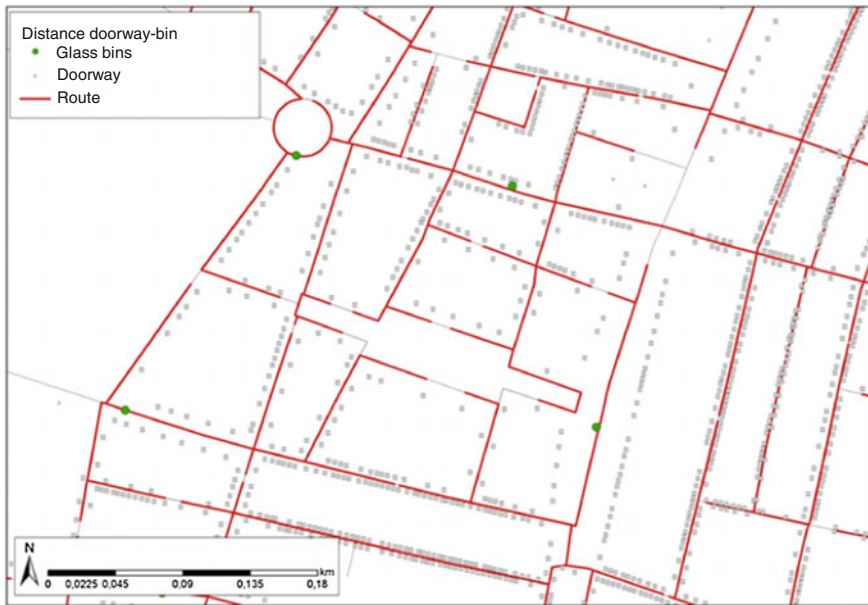 Distance doorway-bin
Glass bins
Doorway
Route
N
km
0 0,0225 0,045 0,09 0,135 0,18